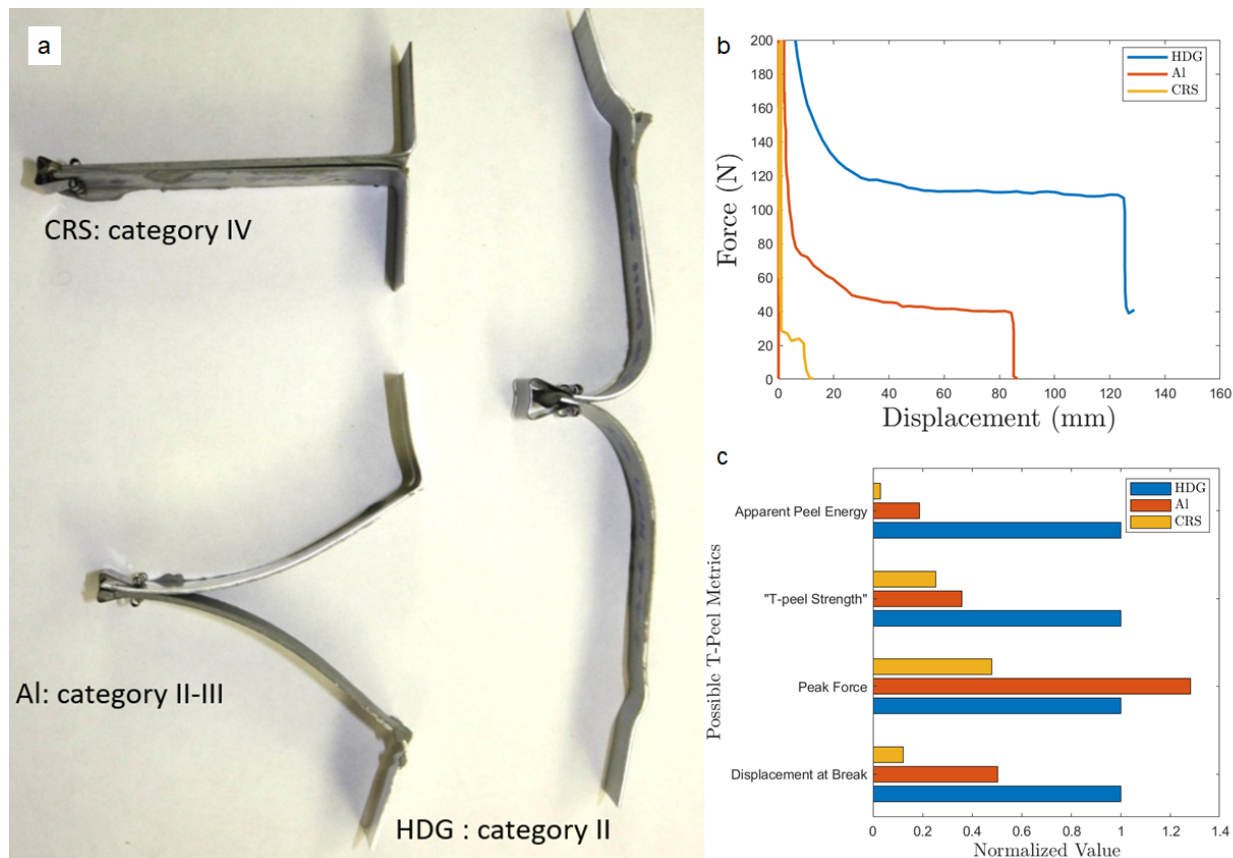 a
CRS: category IV
Al: category II-III
HDG : category II
b
200
180
160
140
120
100
80
60
40
20
0
Force (N)
0 20 40 60 80 100 120 140 160
Displacement (mm)
HDG
Al
CRS
c
Possible T-Peel Metrics
Apparent Peel Energy
"T-peel Strength"
Peak Force
Displacement at Break
HDG
Al
CRS
0 0.2 0.4 0.6 0.8 1 1.2 1.4
Normalized Value